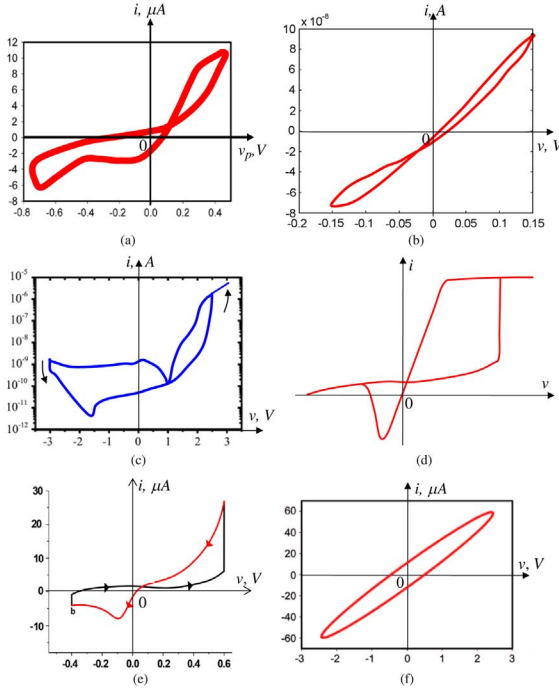 i, μA
12
10
8
6
4
2
0
-2
-4
-6
-8
0
-0.8 -0.6 -0.4 -0.2 0.0 0.2 0.4
v_p, V
(a)
i, A
x 10⁻⁸
10
8
6
4
2
0
-2
-4
-6
-8
0
-0.15 -0.1 -0.05 0 0.05 0.1 0.15
v, V
(b)
i, A
10⁻⁵
10⁻⁶
10⁻⁷
10⁻⁸
10⁻⁹
10⁻¹⁰
10⁻¹¹
10⁻¹²
0
-3 -2 -1 0 1 2 3
v, V
(c)
i
v
0
(d)
i, μA
30
20
10
0
-10
0
b
-0.4 -0.2 0.0 0.2 0.4 0.6
v, V
(e)
i, μA
60
40
20
0
-20
-40
-60
0
-3 -2 -1 0 1 2 3
v, V
(f)